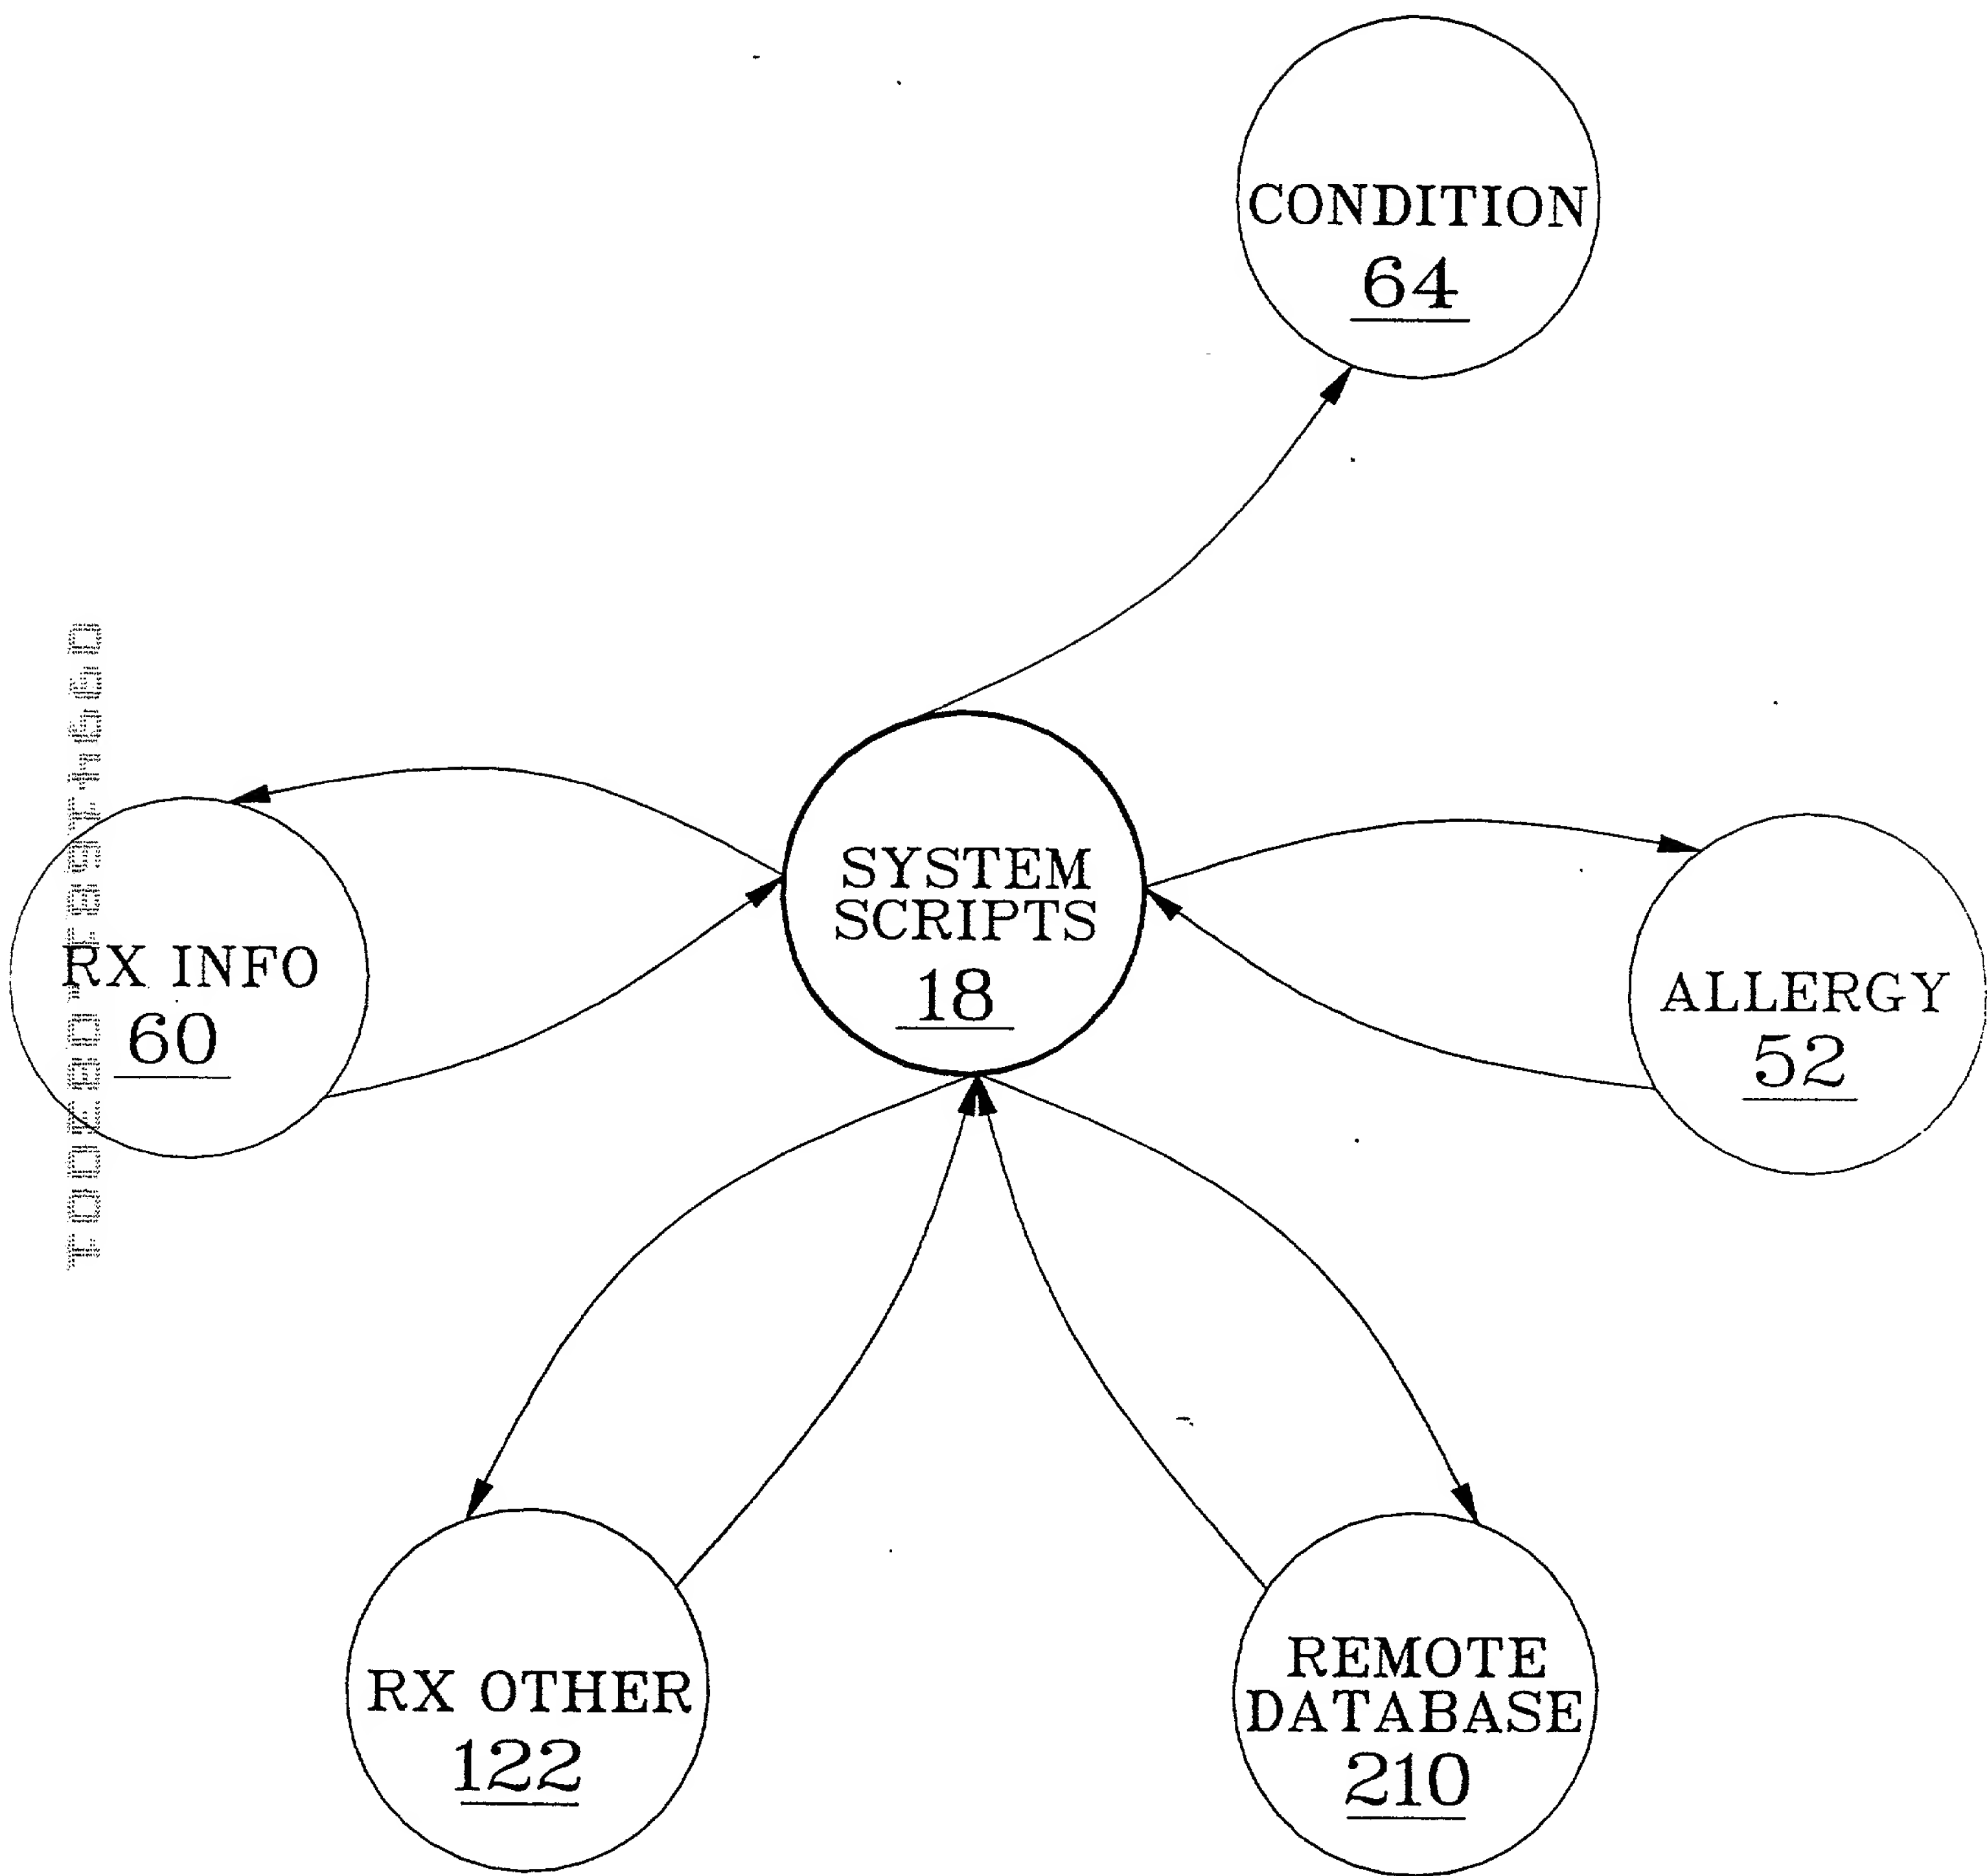 CONDITION
64
SYSTEM
SCRIPTS
18
RX INFO
60
ALLERGY
52
RX OTHER
122
REMOTE
DATABASE
210